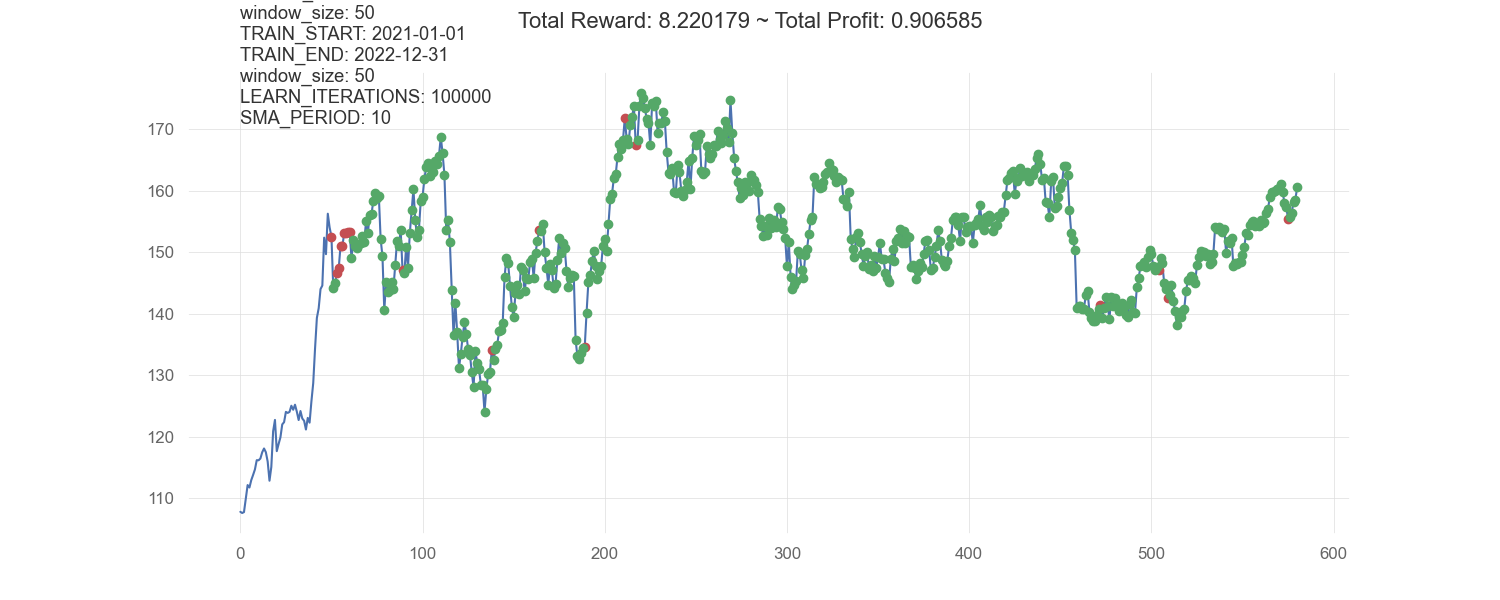 window_size: 50
Total Reward: 8.220179 ~ Total Profit: 0.906585
TRAIN_START: 2021-01-01
TRAIN_END: 2022-12-31
window_size: 50
LEARN_ITERATIONS: 100000
SMA_PERIOD: 10
170
160
150
140
130
120
110
0 100 200 300 400 500 600